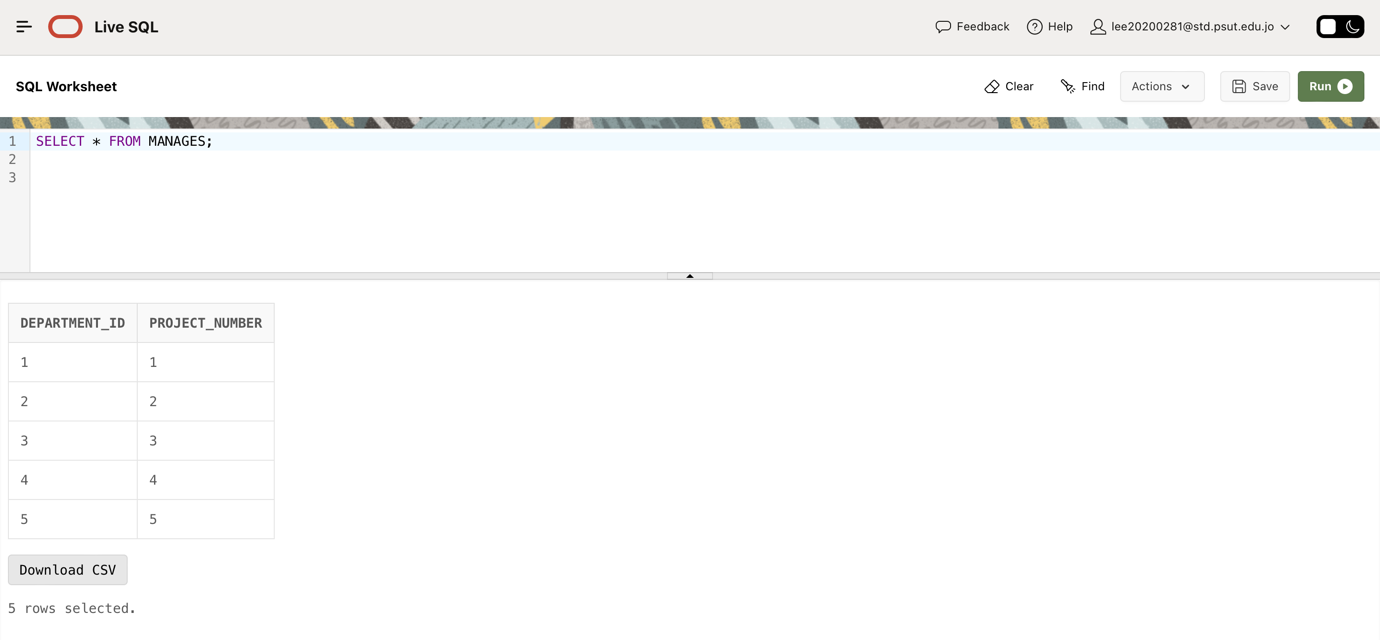 Live SQL Feedback Help lee20200281@std.psut.edu.jo
SQL Worksheet Clear Find Actions Save Run
1 SELECT * FROM MANAGES;
2
3
DEPARTMENT_ID PROJECT_NUMBER
1 1
2 2
3 3
4 4
5 5
Download CSV
5 rows selected.